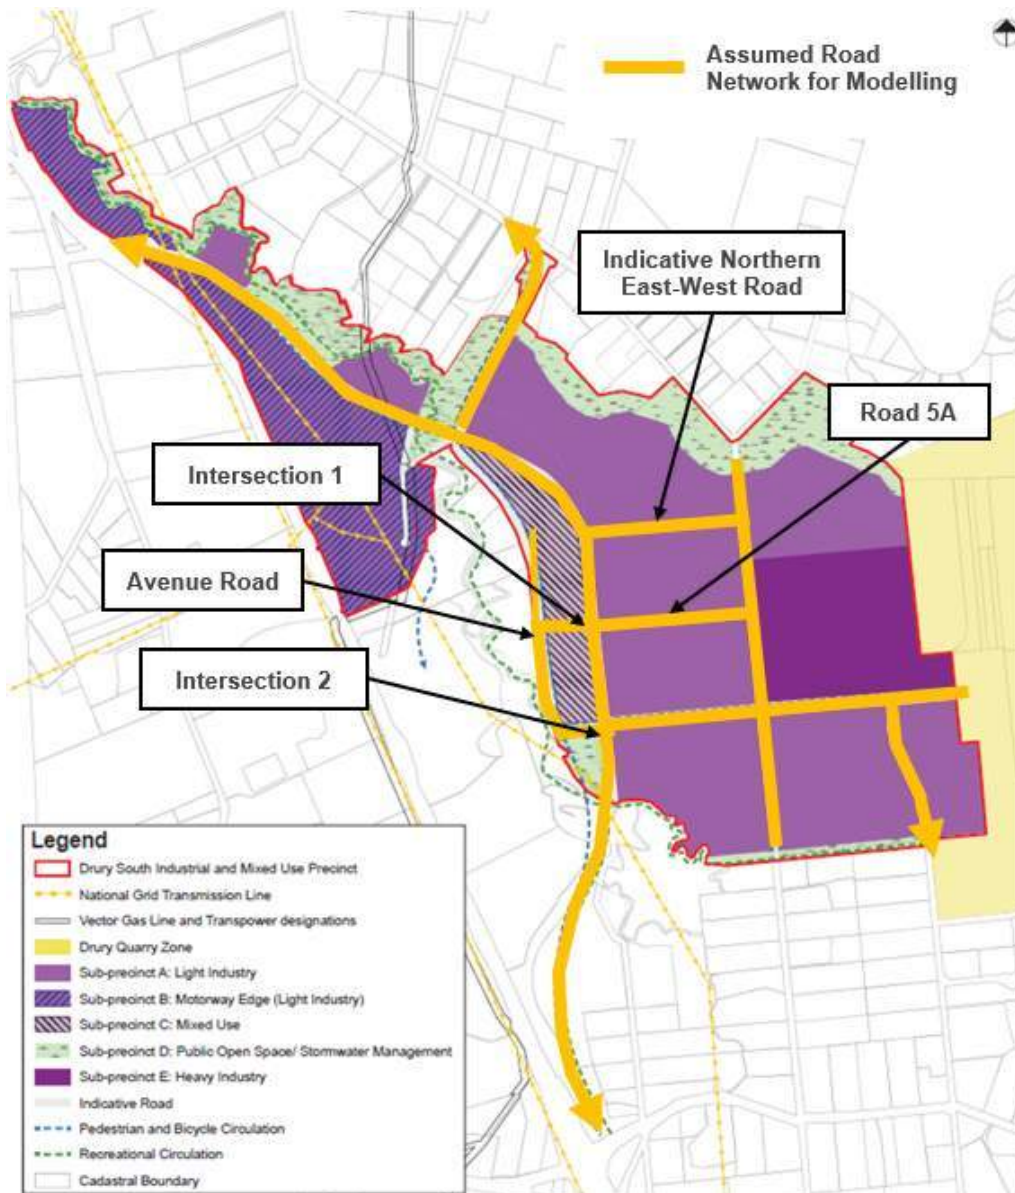 Assumed Road
Network for Modelling
Indicative Northern
East-West Road
Road 5A
Intersection 1
Avenue Road
Intersection 2
Legend
Drury South Industrial and Mixed Use Precinct
National Grid Transmission Line
Vector Gas Line and Transpower designations
Drury Quarry Zone
Sub-precinct A: Light Industry
Sub-precinct B: Motorway Edge (Light Industry)
Sub-precinct C: Mixed Use
Sub-precinct D: Public Open Space/ Stormwater Management
Sub-precinct E: Heavy Industry
Indicative Road
Pedestrian and Bicycle Circulation
Recreational Circulation
Cadastral Boundary